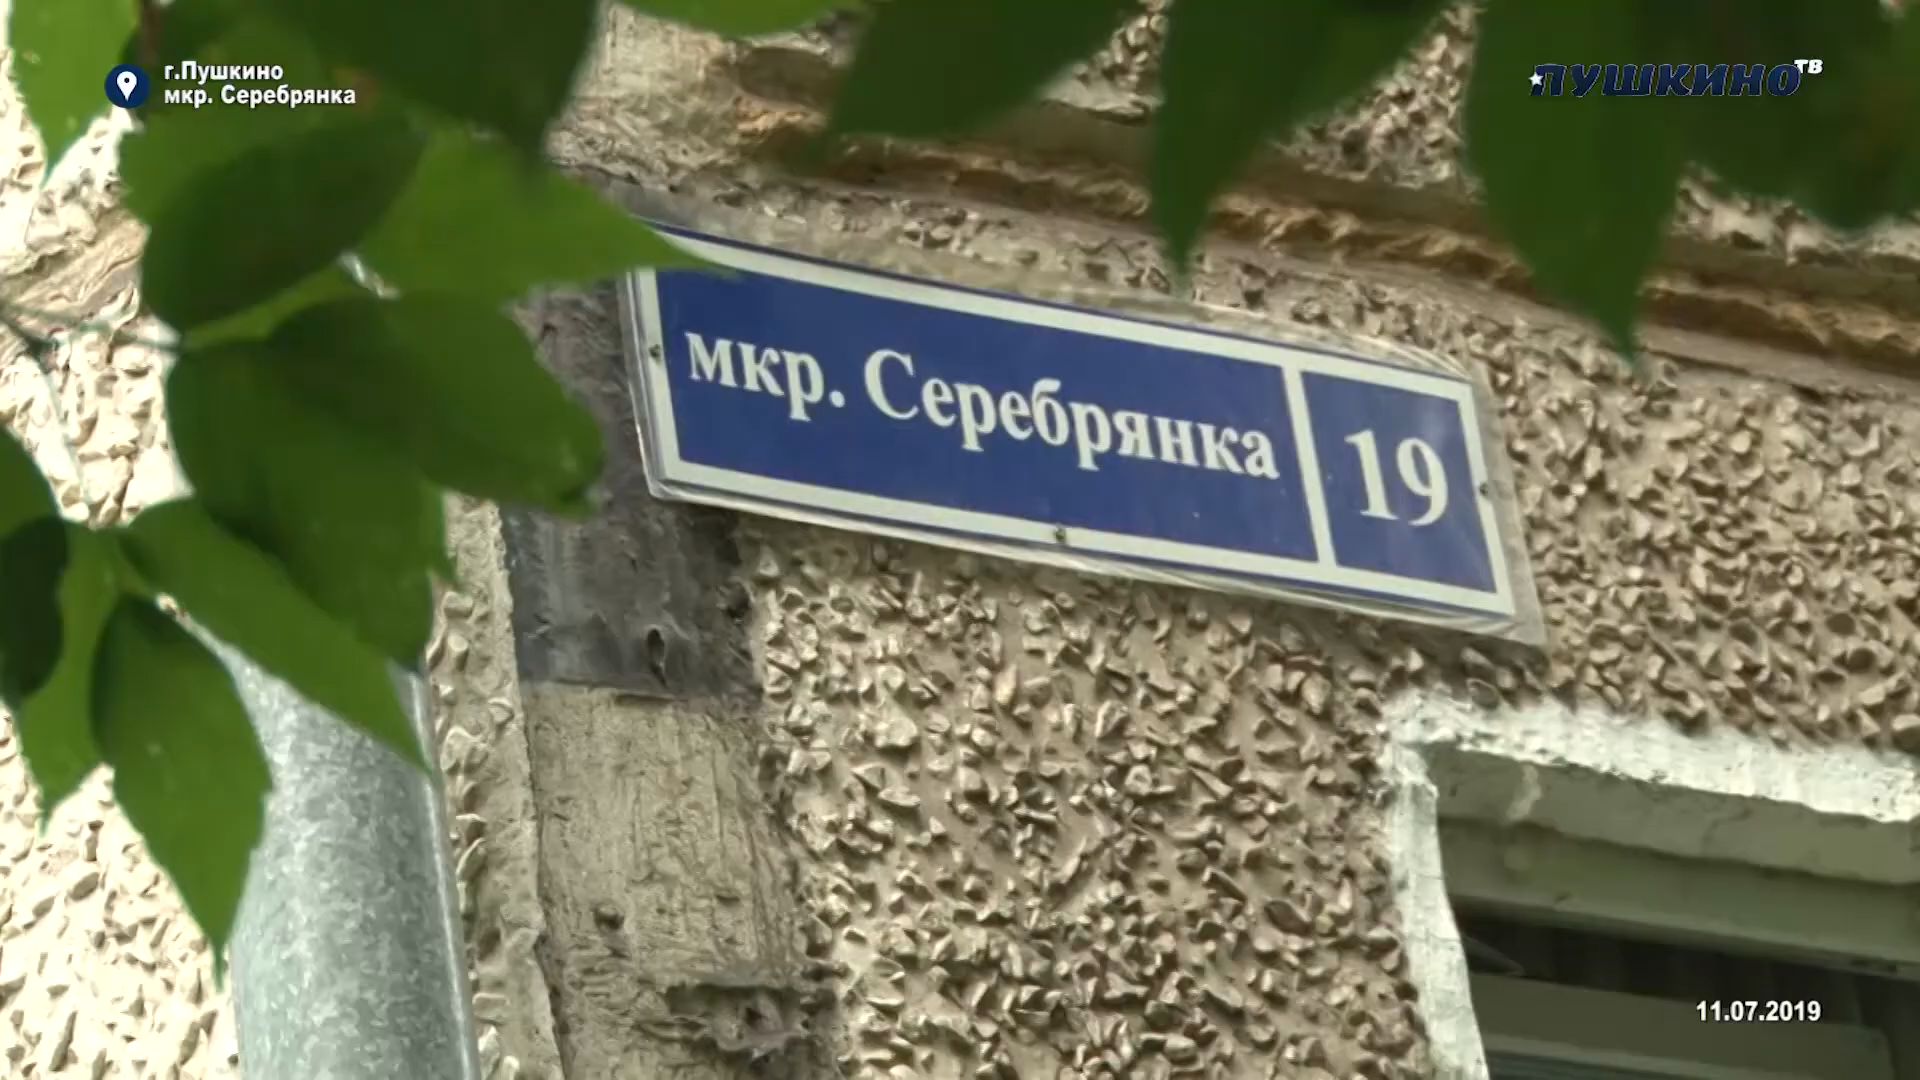 г.Пушкино
мкр. Серебрянка
ПУШКИНО ТВ
мкр. Серебрянка 19
11.07.2019